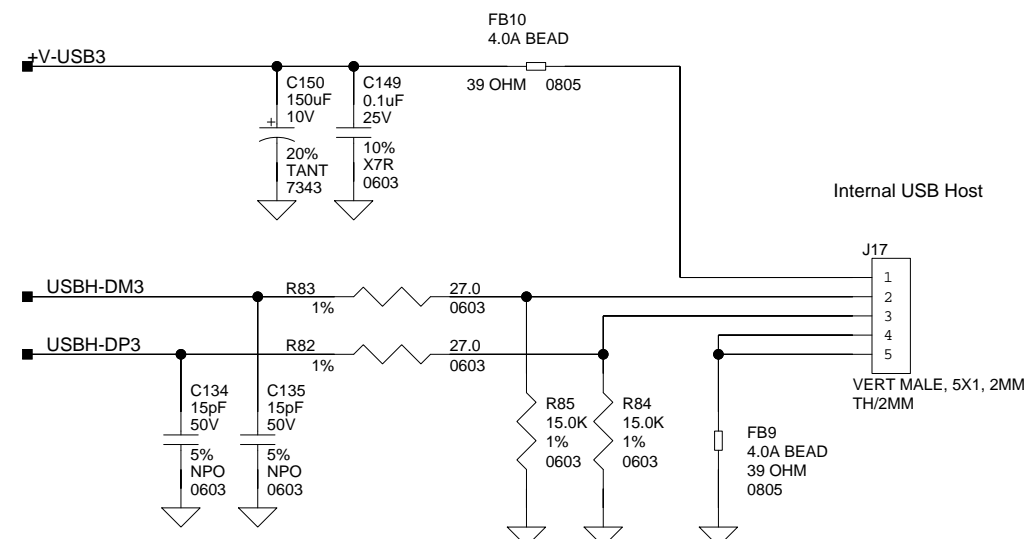 FB10
4.0A BEAD
+V-USB3
39 OHM 0805
C150
150uF
10V
+
20%
TANT
7343
C149
0.1uF
25V
10%
X7R
0603
Internal USB Host
J17
1
2
3
4
5
VERT MALE, 5X1, 2MM
TH/2MM
USBH-DM3
R83
1%
27.0
0603
USBH-DP3
R82
1%
27.0
0603
C134
15pF
50V
5%
NPO
0603
C135
15pF
50V
5%
NPO
0603
R85
15.0K
1%
0603
R84
15.0K
1%
0603
FB9
4.0A BEAD
39 OHM
0805